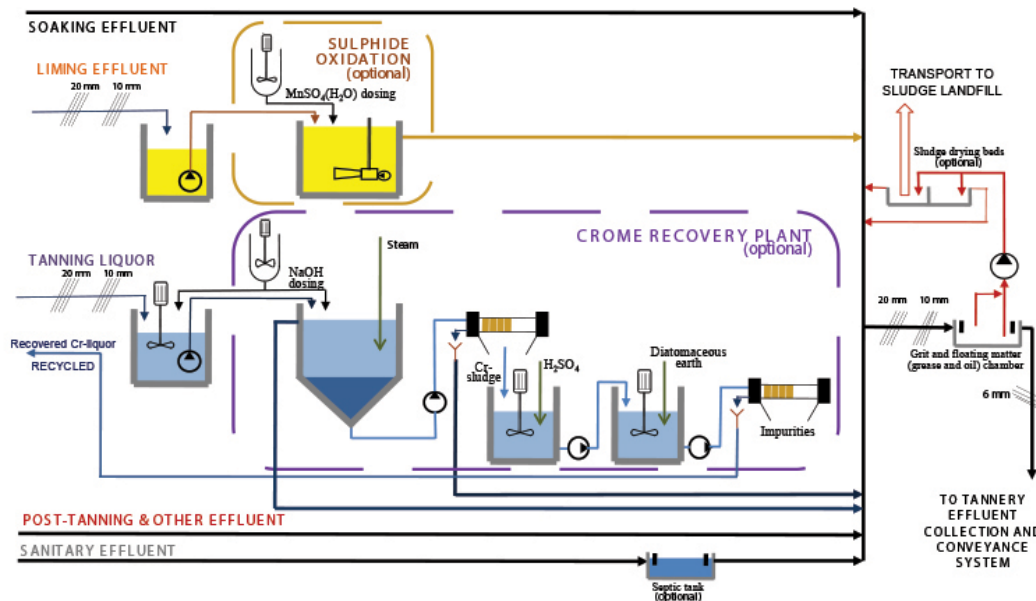 SOAKING EFFLUENT
SULPHIDE
OXIDATION
(optional)
LIMING EFFLUENT
20 mm
10 mm
MnSO₄(H₂O) dosing
TRANSPORT TO
SLUDGE LANDFILL
Sludge drying beds
(optional)
CROME RECOVERY PLANT
(optional)
Steam
TANNING LIQUOR
20 mm
10 mm
NaOH
dosing
20 mm
10 mm
Recovered Cr-liquor
RECYCLED
Cr-
sludge
H₂SO₄
Diatomaceous
earth
Grit and floating matter
(grease and oil) chamber
6 mm
Impurities
POST-TANNING & OTHER EFFLUENT
TO TANNERY
EFFLUENT
COLLECTION AND
CONVEYANCE
SYSTEM
SANITARY EFFLUENT
Septic tank
(optional)